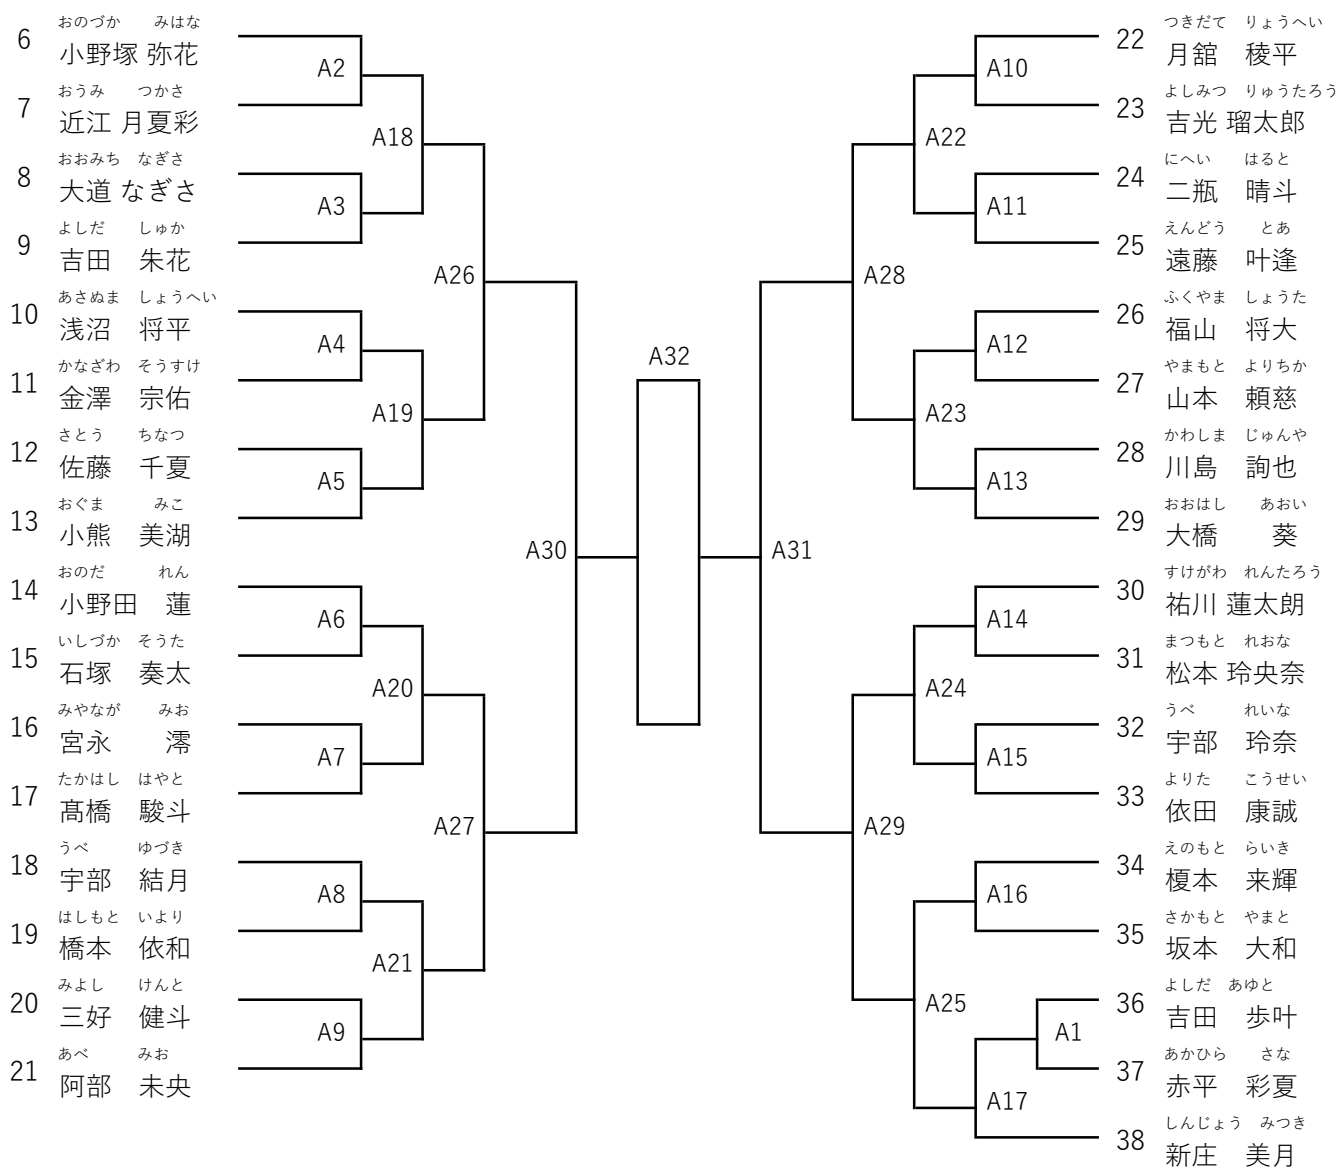 おのづか　みはな
6 小野塚 弥花
おうみ　つかさ
7 近江 月夏彩
おおみち　なぎさ
8 大道 なぎさ
よしだ　しゅか
9 吉田　朱花
あさぬま　しょうへい
10 浅沼　将平
かなざわ　そうすけ
11 金澤　宗佑
さとう　ちなつ
12 佐藤　千夏
おぐま　みこ
13 小熊　美湖
おのだ　れん
14 小野田　蓮
いしづか　そうた
15 石塚　奏太
みやなが　みお
16 宮永　澪
たかはし　はやと
17 髙橋　駿斗
うべ　ゆづき
18 宇部　結月
はしもと　いより
19 橋本　依和
みよし　けんと
20 三好　健斗
あべ　みお
21 阿部　未央
A2
A3
A4
A5
A6
A7
A8
A9
A18
A19
A20
A21
A26
A27
A30
A32
A31
A28
A29
A22
A23
A24
A25
A10
A11
A12
A13
A14
A15
A16
A17
A1
つきだて　りょうへい
22 月舘　稜平
よしみつ　りゅうたろう
23 吉光 瑠太郎
にへい　はると
24 二瓶　晴斗
えんどう　とあ
25 遠藤　叶逢
ふくやま　しょうた
26 福山　将大
やまもと　よりちか
27 山本　頼慈
かわしま　じゅんや
28 川島　詢也
おおはし　あおい
29 大橋　葵
すけがわ　れんたろう
30 祐川 蓮太朗
まつもと　れおな
31 松本 玲央奈
うべ　れいな
32 宇部　玲奈
よりた　こうせい
33 依田　康誠
えのもと　らいき
34 榎本　来輝
さかもと　やまと
35 坂本　大和
よしだ　あゆと
36 吉田　歩叶
あかひら　さな
37 赤平　彩夏
しんじょう　みつき
38 新庄　美月